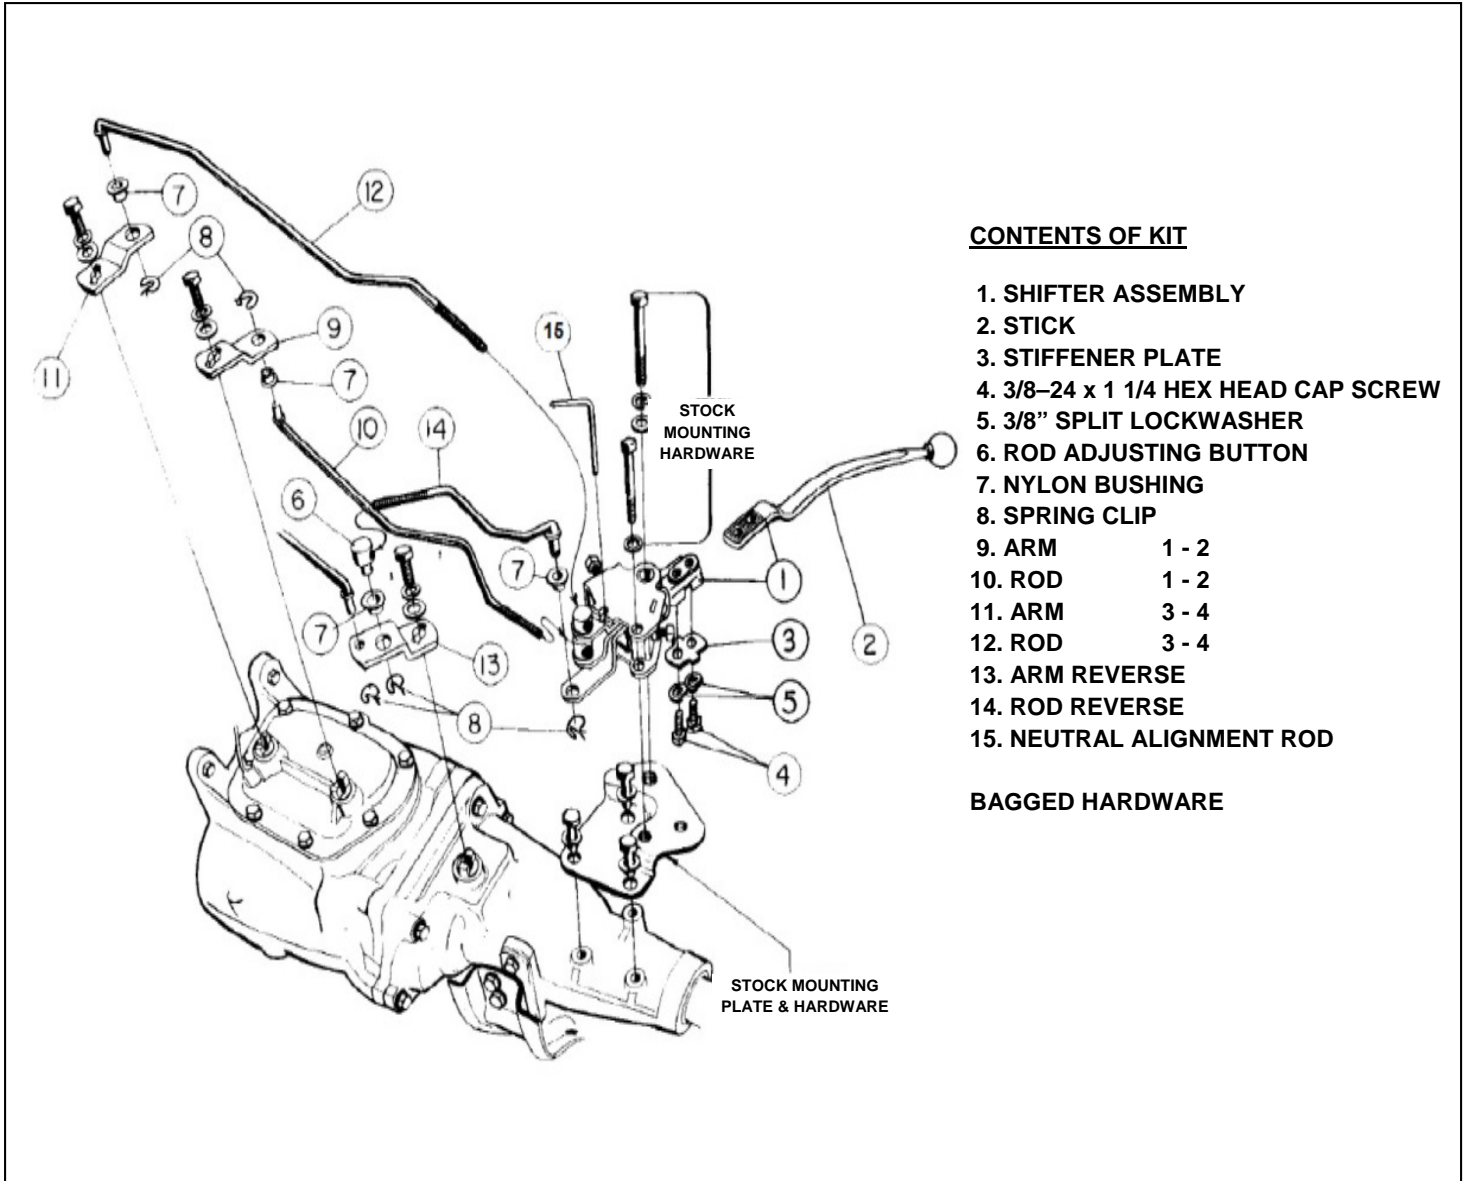 12
7
8
11
9
7
15
10
14
6
7
7
13
8
1
3
2
5
4
STOCK
MOUNTING
HARDWARE
STOCK MOUNTING
PLATE & HARDWARE
CONTENTS OF KIT
1. SHIFTER ASSEMBLY
2. STICK
3. STIFFENER PLATE
4. 3/8–24 x 1 1/4 HEX HEAD CAP SCREW
5. 3/8” SPLIT LOCKWASHER
6. ROD ADJUSTING BUTTON
7. NYLON BUSHING
8. SPRING CLIP
9. ARM 1 - 2
10. ROD 1 - 2
11. ARM 3 - 4
12. ROD 3 - 4
13. ARM REVERSE
14. ROD REVERSE
15. NEUTRAL ALIGNMENT ROD
BAGGED HARDWARE